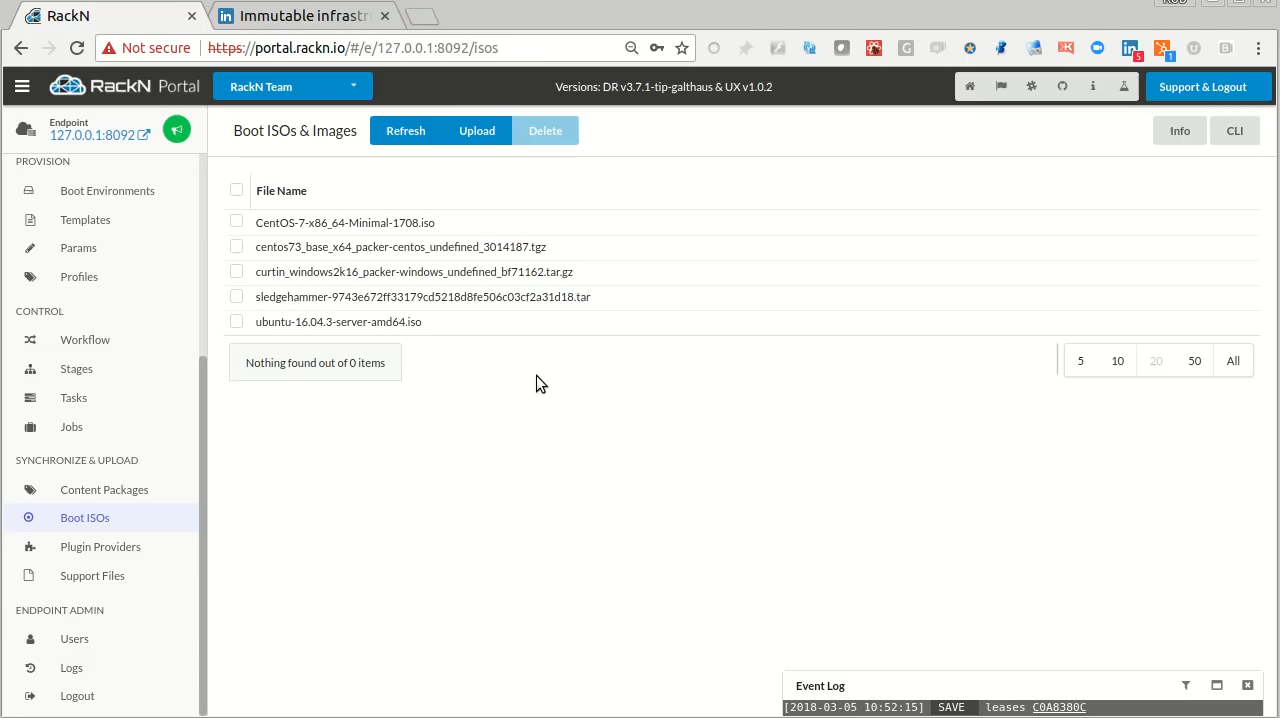 RackN
Immutable infrastr
Not secure
https://portal.rackn.io/#/e/127.0.0.1:8092/isos
5
1
RackN Portal
RackN Team
Versions: DR v3.7.1-tip-galthaus & UX v1.0.2
Support & Logout
Endpoint
127.0.0.1:8092
Boot ISOs & Images
Refresh
Upload
Delete
Info
CLI
PROVISION
Boot Environments
Templates
Params
Profiles
CONTROL
Workflow
Stages
Tasks
Jobs
SYNCHRONIZE & UPLOAD
Content Packages
Boot ISOs
Plugin Providers
Support Files
ENDPOINT ADMIN
Users
Logs
Logout
File Name
CentOS-7-x86_64-Minimal-1708.iso
centos73_base_x64_packer-centos_undefined_3014187.tgz
curtin_windows2k16_packer-windows_undefined_bf71162.tar.gz
sledgehammer-9743e672ff33179cd5218d8fe506c03cf2a31d18.tar
ubuntu-16.04.3-server-amd64.iso
Nothing found out of 0 items
5 10 20 50 All
Event Log
[2018-03-05 10:52:15] SAVE leases C0A8380C